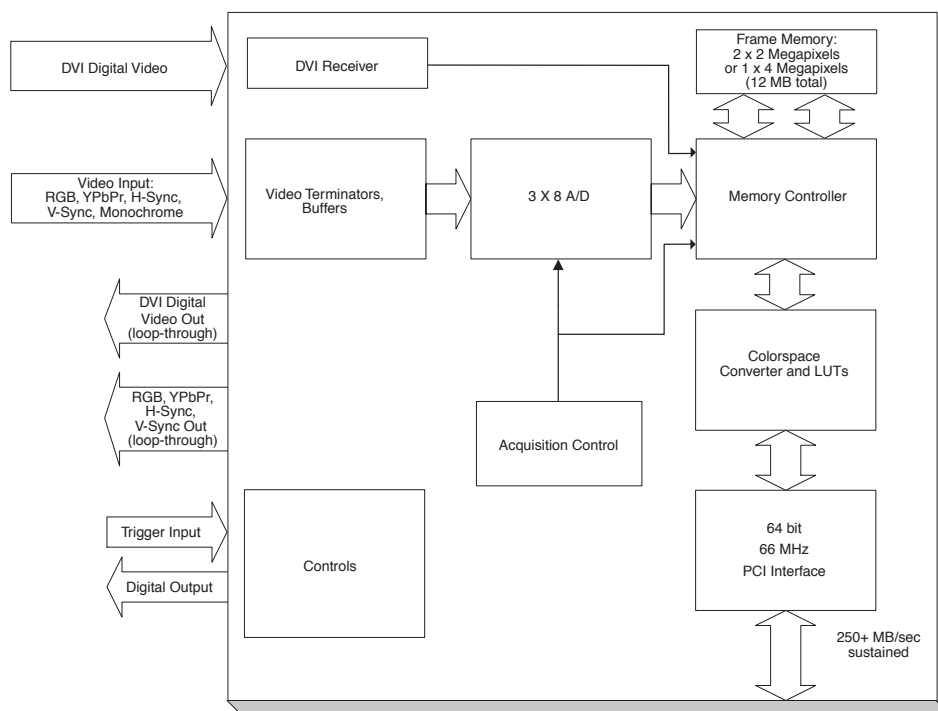 DVI Digital Video
DVI Receiver
Frame Memory:
2 x 2 Megapixels
or 1 x 4 Megapixels
(12 MB total)
Video Input:
RGB, YPbPr, H-Sync,
V-Sync, Monochrome
Video Terminators,
Buffers
3 X 8 A/D
Memory Controller
DVI Digital
Video Out
(loop-through)
Colorspace
Converter and LUTs
RGB, YPbPr,
H-Sync,
V-Sync Out
(loop-through)
Acquisition Control
Trigger Input
Digital Output
Controls
64 bit
66 MHz
PCI Interface
250+ MB/sec
sustained